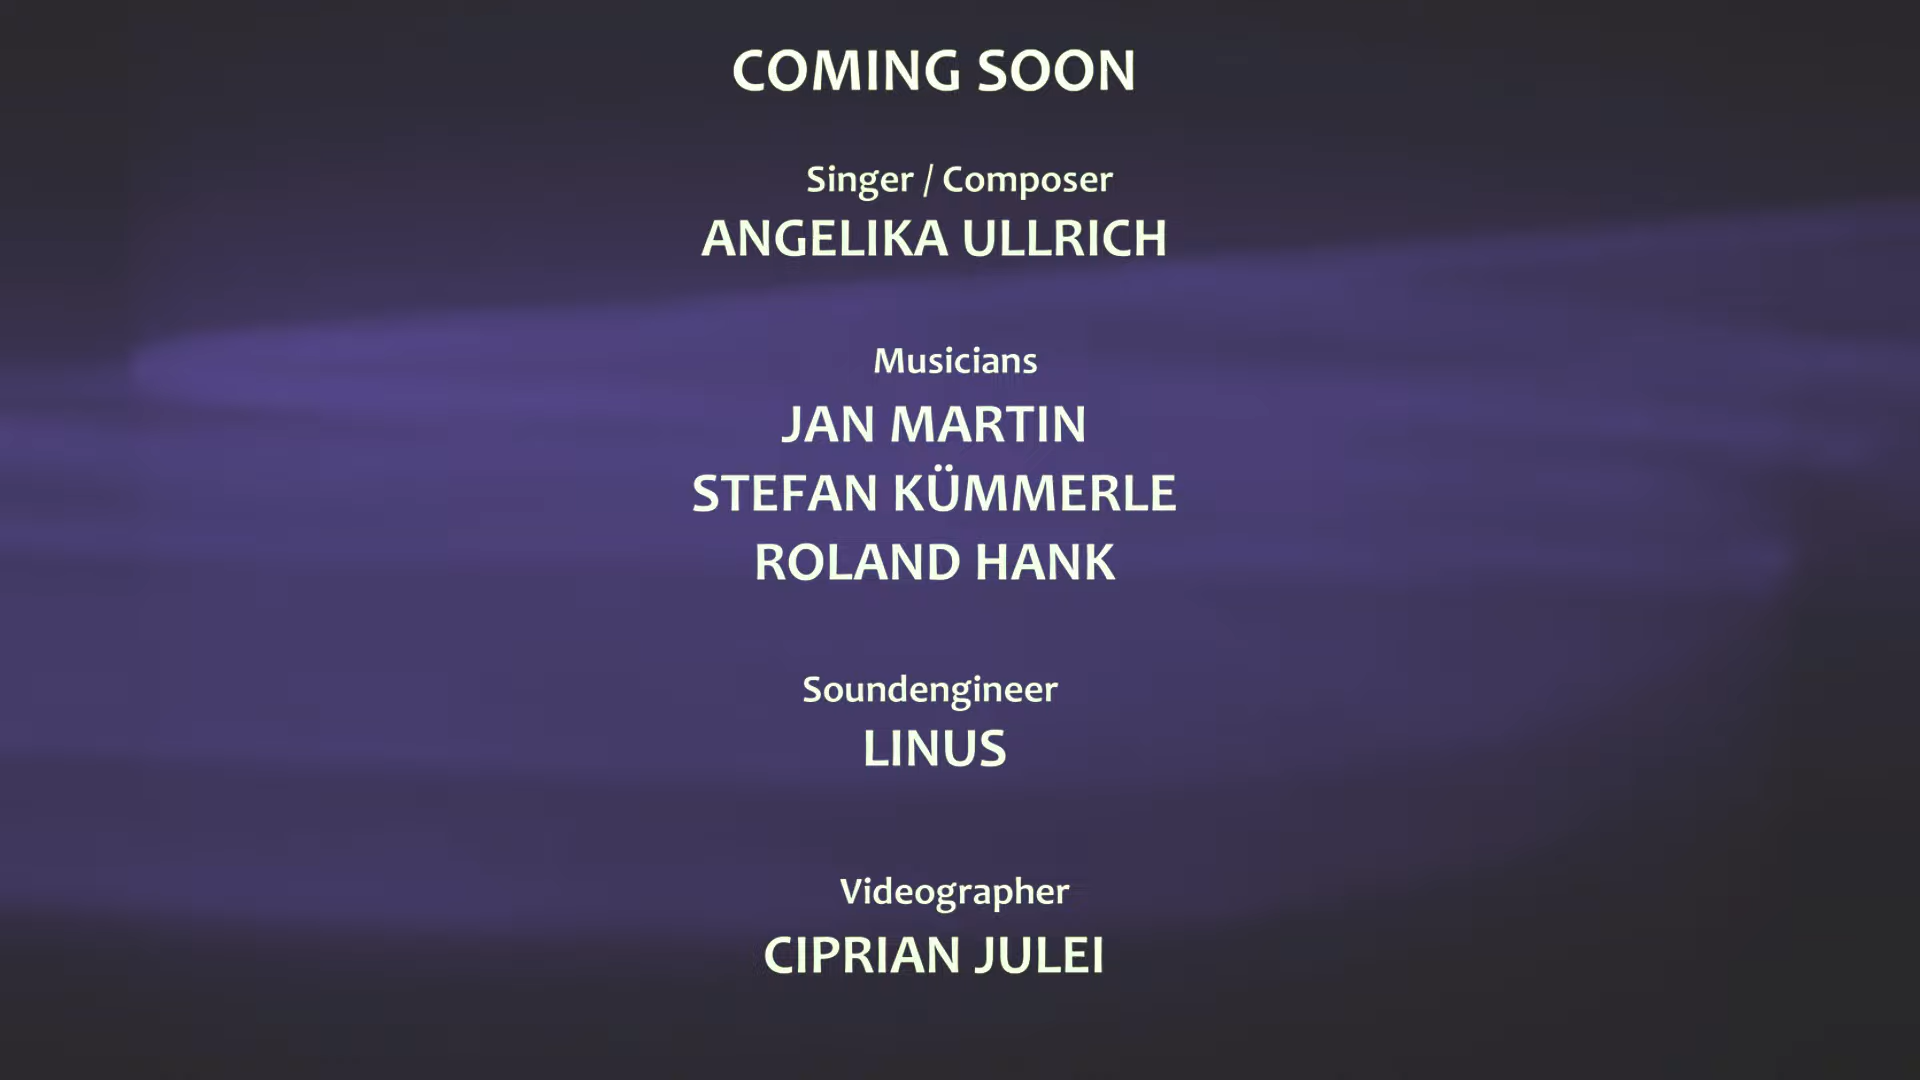 COMING SOON
Singer / Composer
ANGELIKA ULLRICH
Musicians
JAN MARTIN
STEFAN KÜMMERLE
ROLAND HANK
Soundengineer
LINUS
Videographer
CIPRIAN JULEI